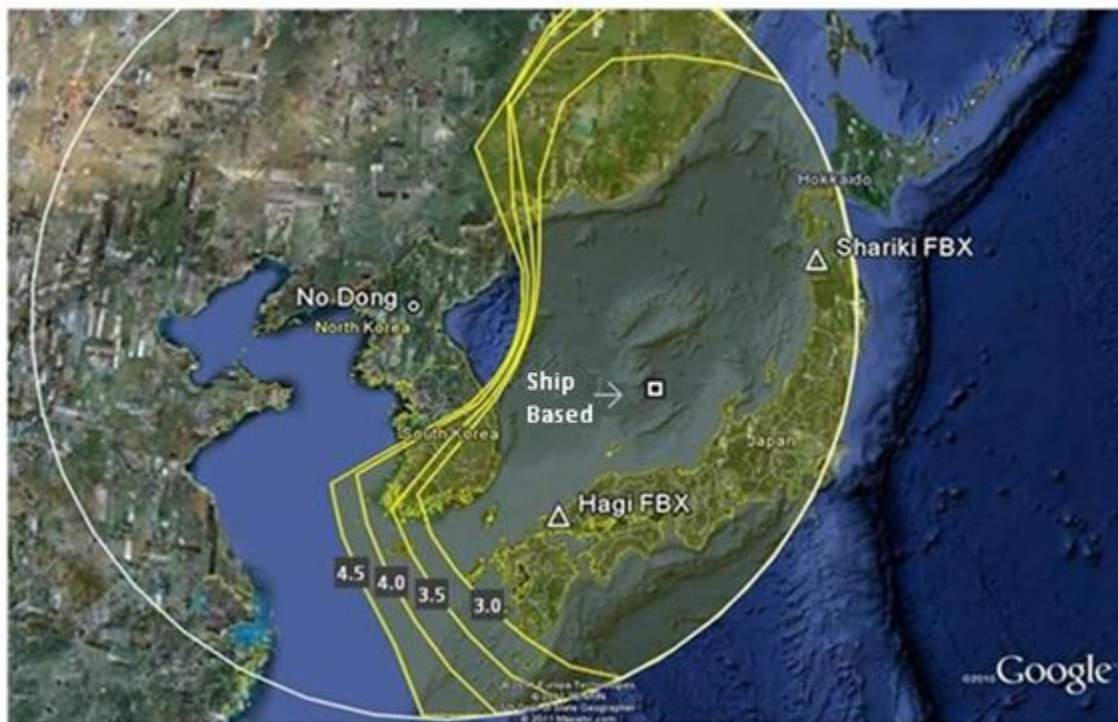 Hokkaido
Shariki FBX
No Dong
North Korea
Ship
Based
South Korea
Japan
Hagi FBX
4.5
4.0
3.5
3.0
©2010 Google